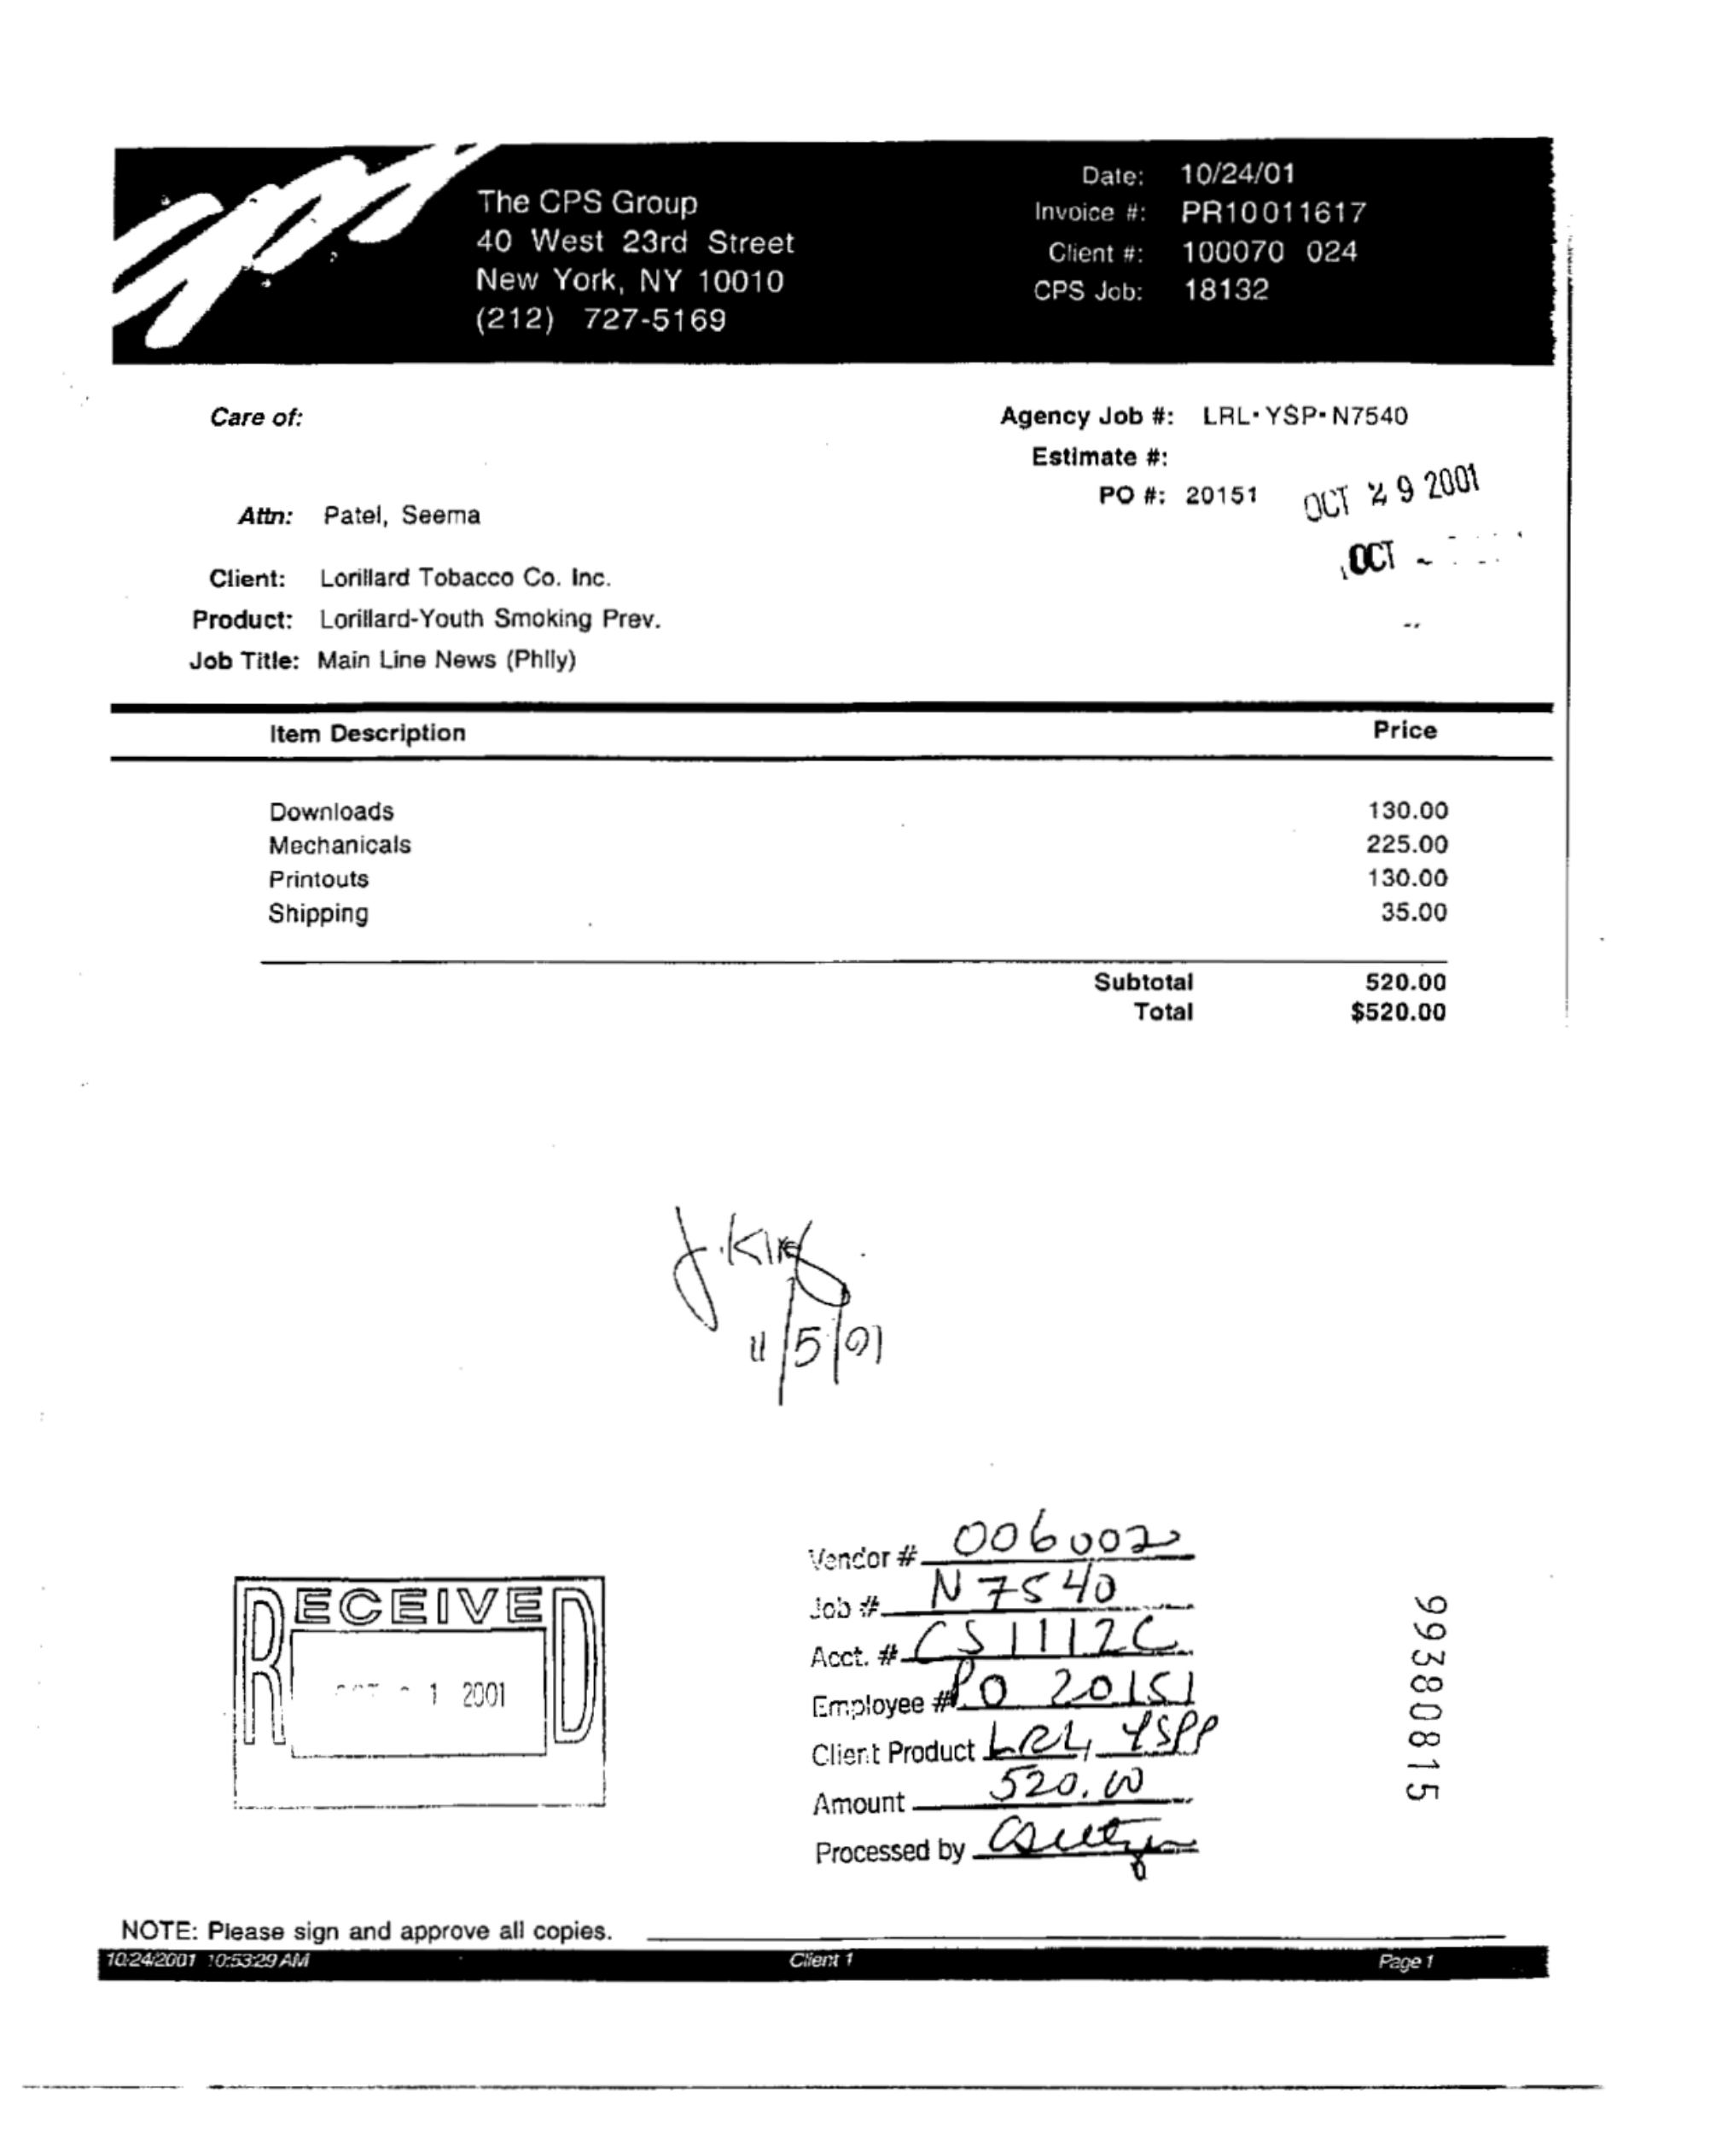 cps
The CPS Group
40 West 23rd Street
New York, NY 10010
(212) 727-5169
Date: 10/24/01
Invoice #: PR10011617
Client #: 100070 024
CPS Job: 18132
Care of:
Agency Job #: LRL-YSP-N7540
Estimate #:
PO #: 20151
OCT 29 2001
OCT
Attn: Patel, Seema
Client: Lorillard Tobacco Co. Inc.
Product: Lorillard-Youth Smoking Prev.
Job Title: Main Line News (Philly)
Item Description Price
Downloads 130.00
Mechanicals 225.00
Printouts 130.00
Shipping 35.00
Subtotal 520.00
Total $520.00
J. King
11/5/01
RECEIVED
1 2001
Vendor # 006002
Job # N7540
Acct. # CS1112C
Employee # PO 20151
Client Product LRL, YSPP
Amount 520.00
Processed by
99380815
NOTE: Please sign and approve all copies.
10/24/2001 10:53:29 AM Client 1 Page 1